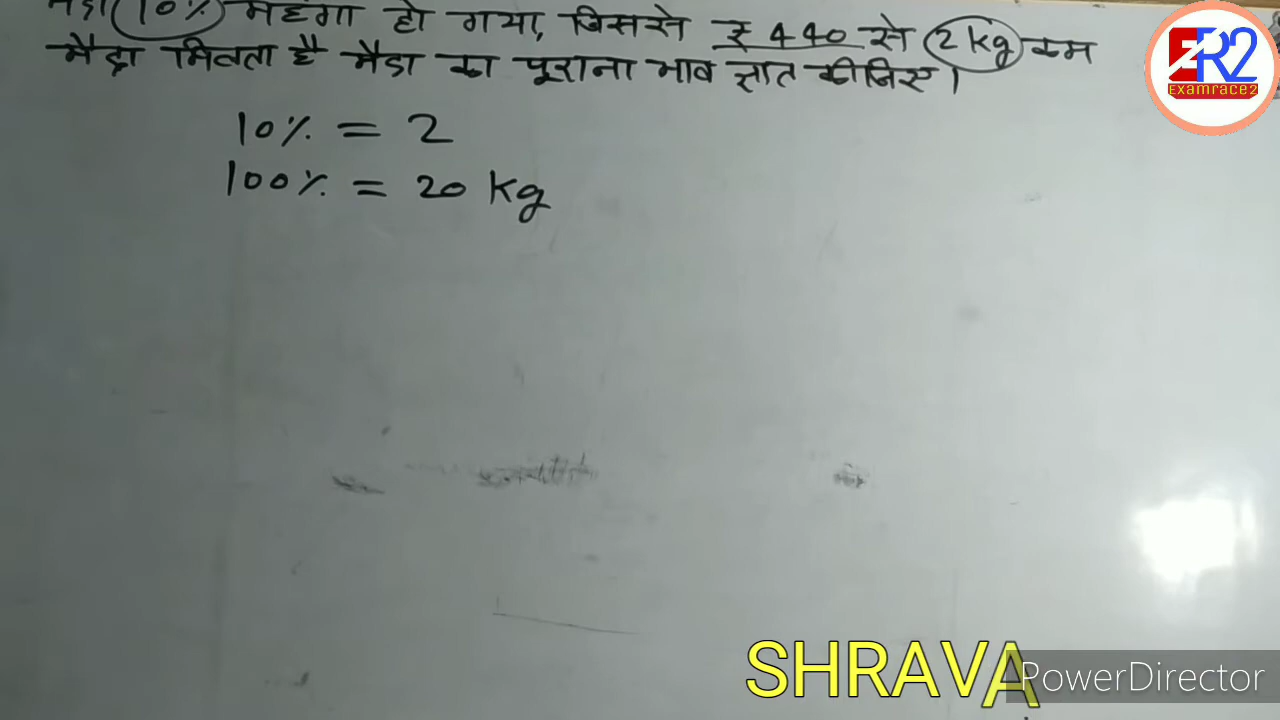 मैदा 10% महंगा हो गया, जिससे ₹ 440 से 2 kg कम
मैदा मिलता है मैदा का पूराना भाव ज्ञात कीजिए।
10% = 2
100% = 20 kg
ER2
Examrace2
SHRAVA
PowerDirector